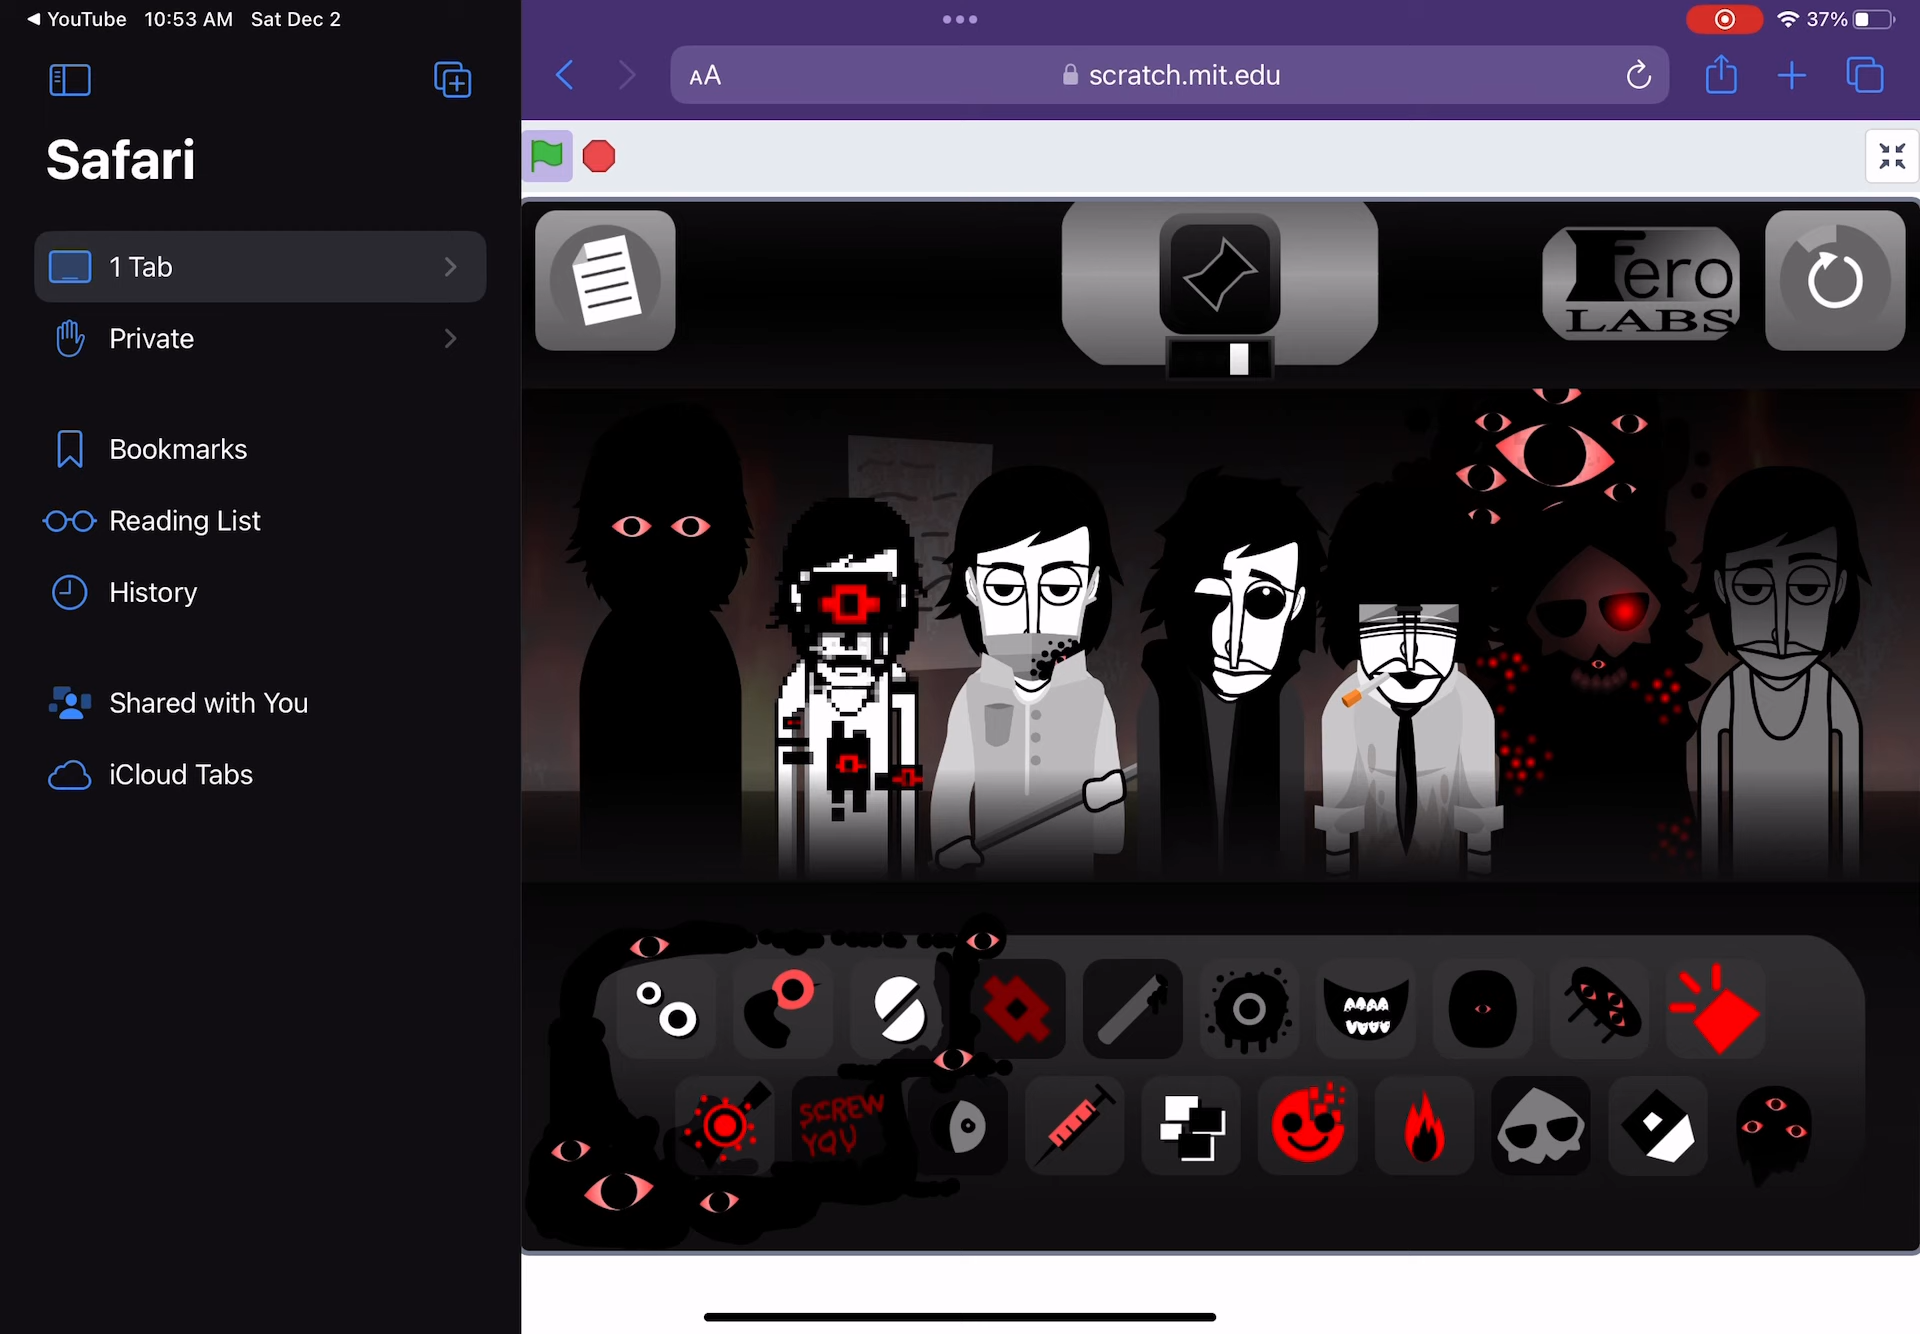 YouTube 10:53 AM Sat Dec 2
37%
AA
scratch.mit.edu
Safari
1 Tab
Private
Bookmarks
Reading List
History
Shared with You
iCloud Tabs
Fero
LABS
SCREW
YOU